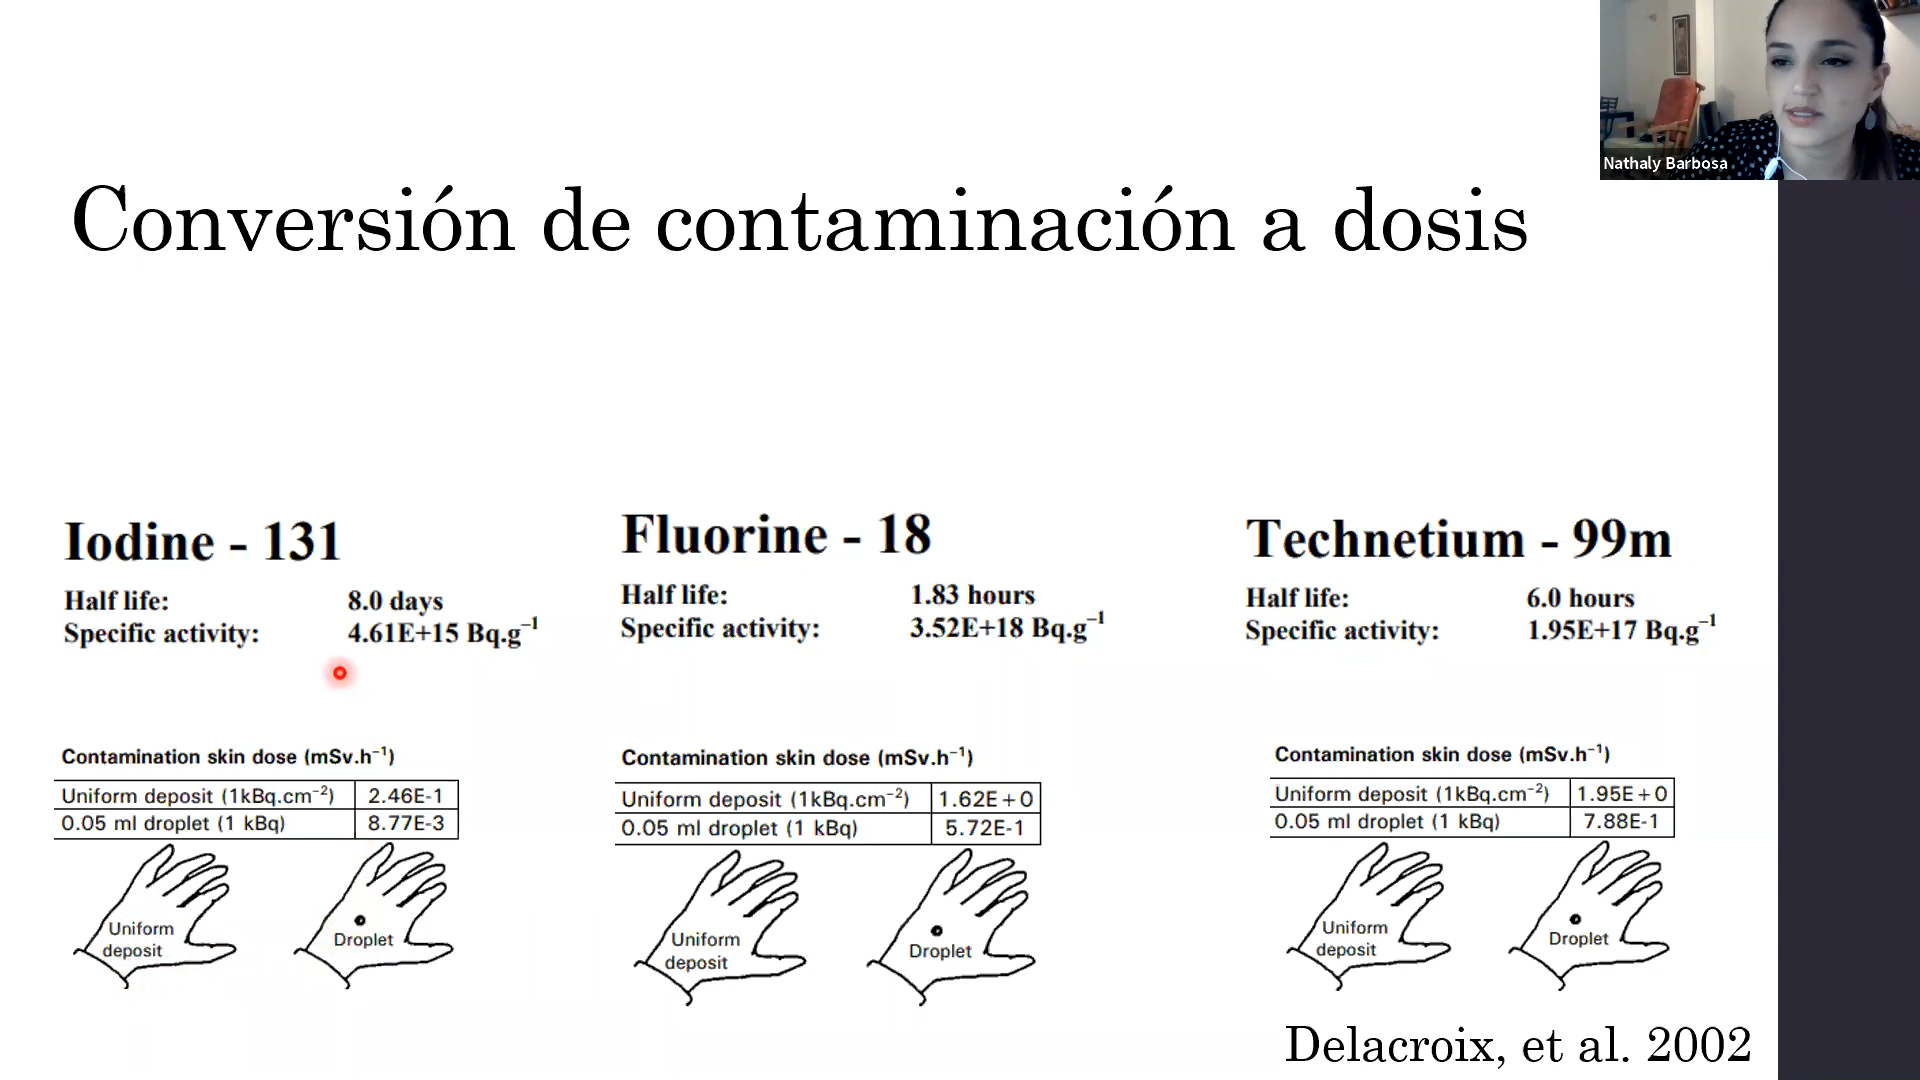 Nathaly Barbosa
Conversión de contaminación a dosis
Iodine - 131
Half life: 8.0 days
Specific activity: 4.61E+15 Bq.g⁻¹
Contamination skin dose (mSv.h⁻¹)
Uniform deposit (1kBq.cm⁻²) 2.46E-1
0.05 ml droplet (1 kBq) 8.77E-3
Uniform
deposit
Droplet
Fluorine - 18
Half life: 1.83 hours
Specific activity: 3.52E+18 Bq.g⁻¹
Contamination skin dose (mSv.h⁻¹)
Uniform deposit (1kBq.cm⁻²) 1.62E+0
0.05 ml droplet (1 kBq) 5.72E-1
Uniform
deposit
Droplet
Technetium - 99m
Half life: 6.0 hours
Specific activity: 1.95E+17 Bq.g⁻¹
Contamination skin dose (mSv.h⁻¹)
Uniform deposit (1kBq.cm⁻²) 1.95E+0
0.05 ml droplet (1 kBq) 7.88E-1
Uniform
deposit
Droplet
Delacroix, et al. 2002